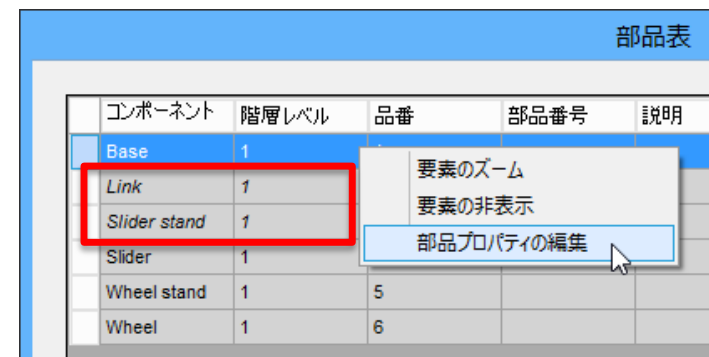 部品表
コンポーネント 階層レベル 品番 部品番号 説明
Base 1
要素のズーム
Link 1
要素の非表示
Slider stand 1
部品プロパティの編集
Slider 1
Wheel stand 1 5
Wheel 1 6